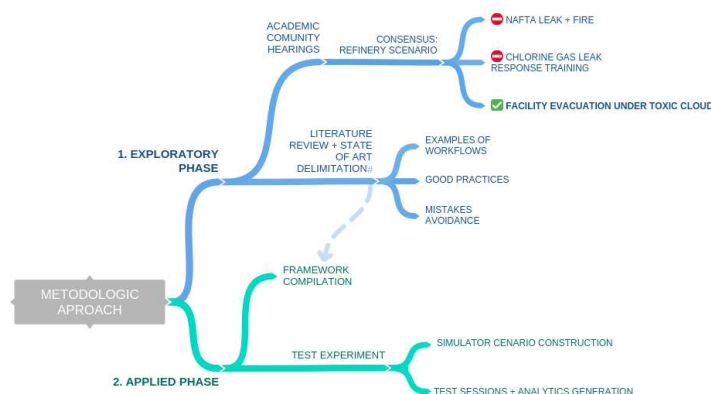 ACADEMIC
COMUNITY
HEARINGS
CONSENSUS:
REFINERY SCENARIO
NAFTA LEAK + FIRE
CHLORINE GAS LEAK
RESPONSE TRAINING
FACILITY EVACUATION UNDER TOXIC CLOUD
1. EXPLORATORY
PHASE
LITERATURE
REVIEW + STATE
OF ART
DELIMITATION#
EXAMPLES OF
WORKFLOWS
GOOD PRACTICES
MISTAKES
AVOIDANCE
METODOLOGIC
APROACH
FRAMEWORK
COMPILATION
2. APPLIED PHASE
TEST EXPERIMENT
SIMULATOR CENARIO CONSTRUCTION
TEST SESSIONS + ANALYTICS GENERATION